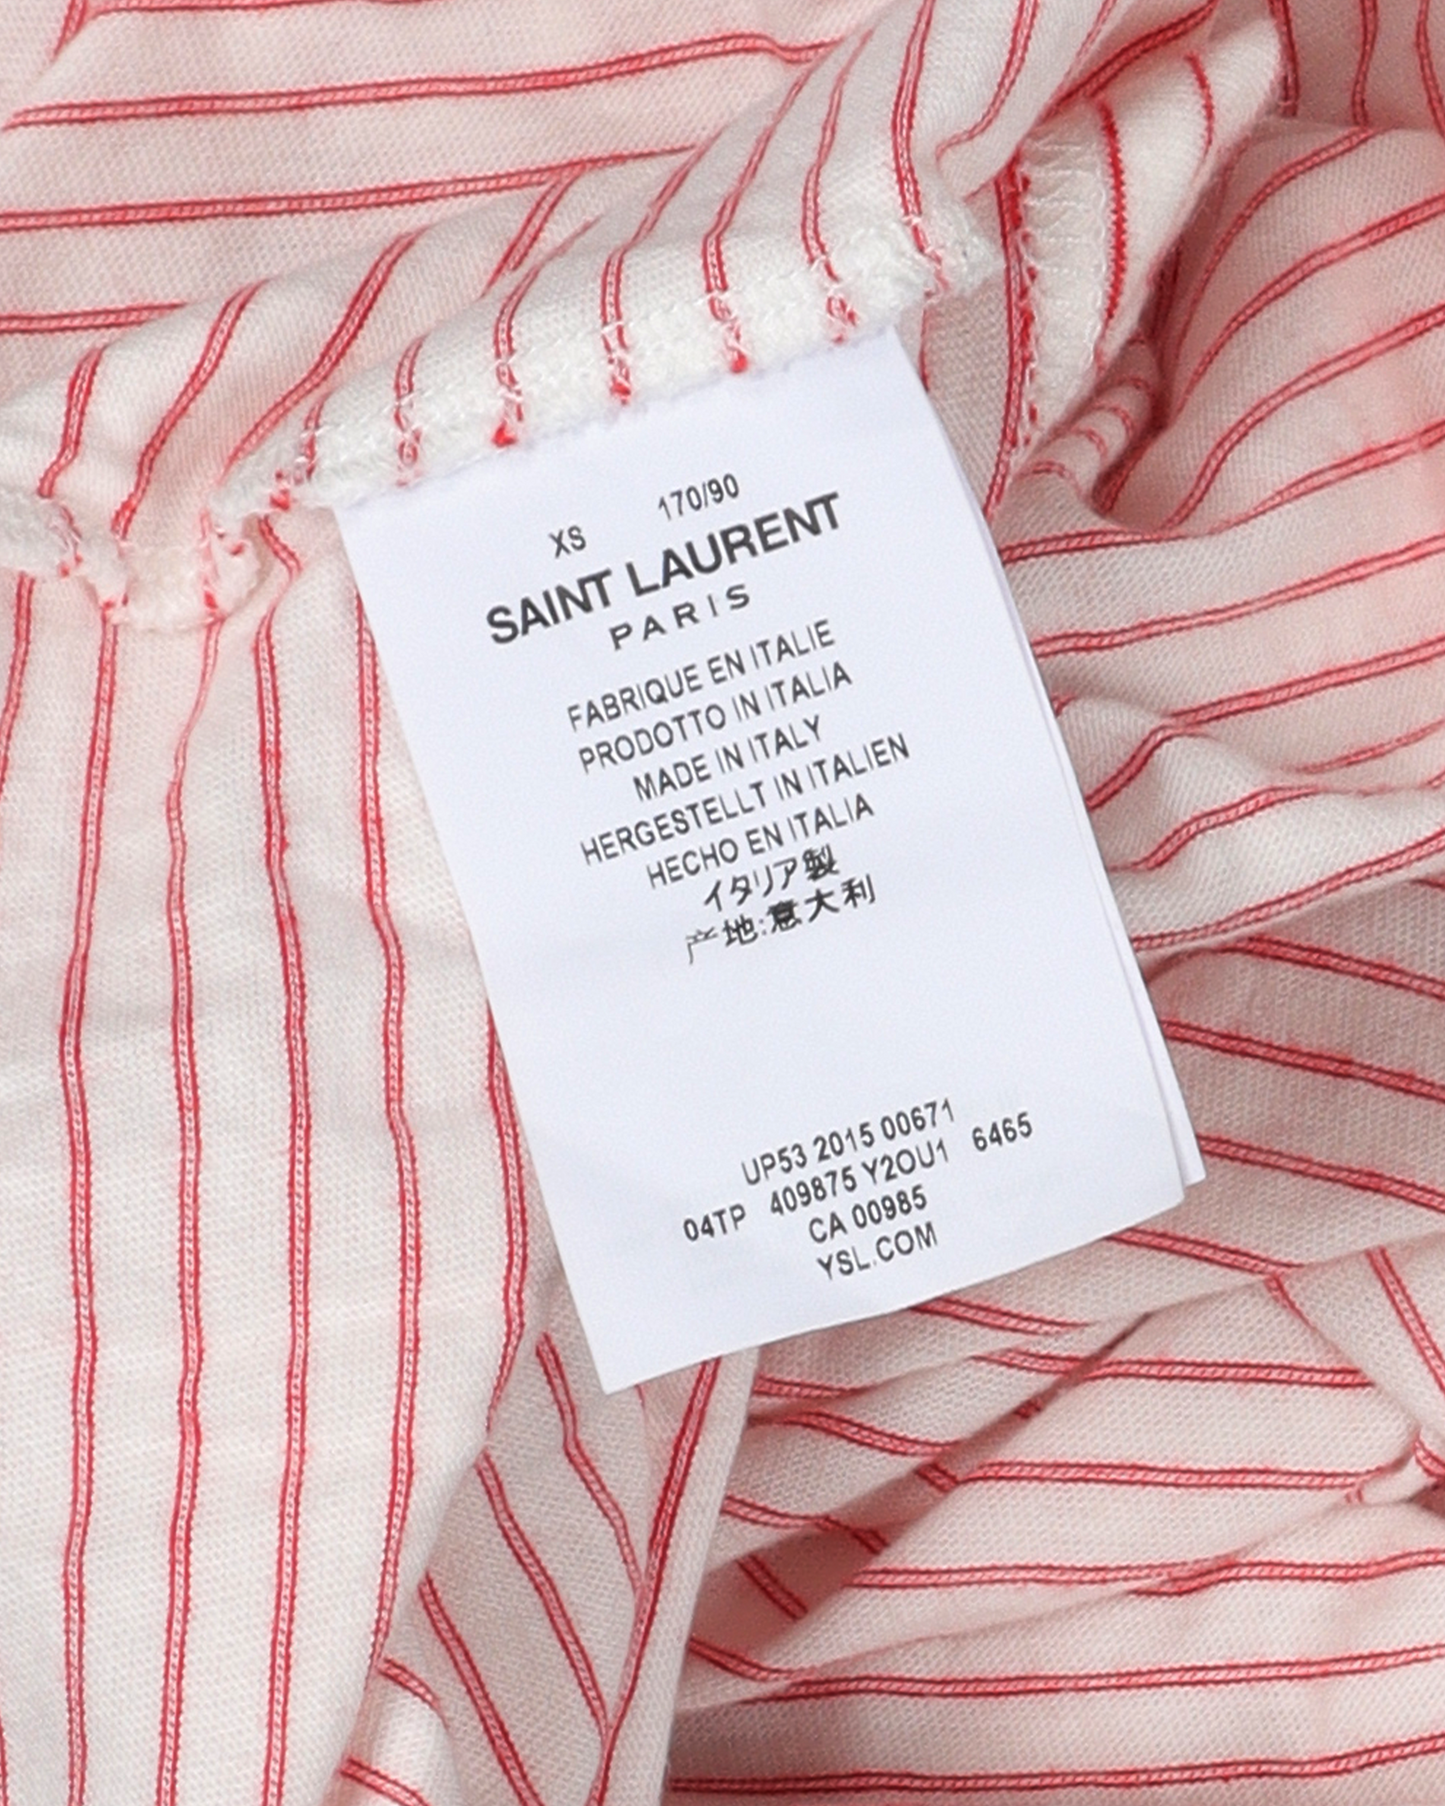 XS 170/90
SAINT LAURENT
PARIS
FABRIQUE EN ITALIE
PRODOTTO IN ITALIA
MADE IN ITALY
HERGESTELLT IN ITALIEN
HECHO EN ITALIA
イタリア製
产地:意大利
UP53 2015 00671
04TP 409875 Y2OU1 6465
CA 00985
YSL.COM